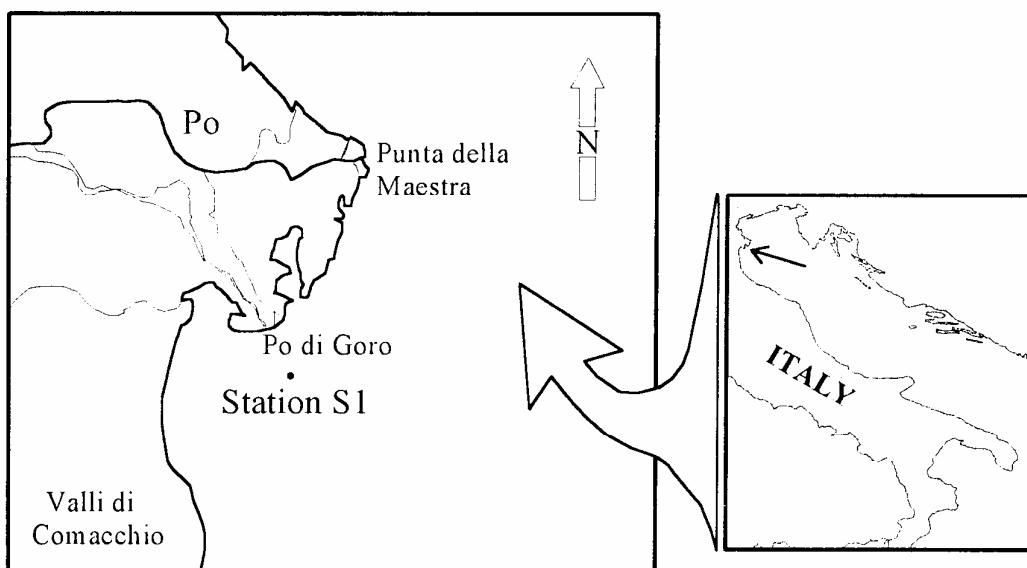 Po
Punta della
Maestra
N
Po di Goro
Station S1
Valli di
Comacchio
ITALY